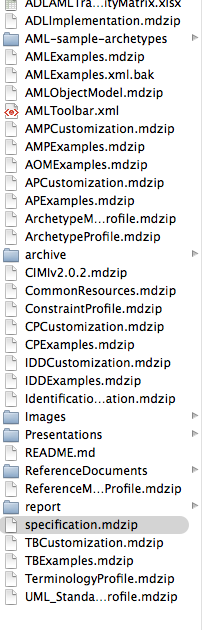 ADLAMLTra...ityMatrix.xlsx
ADLImplementation.mdzip
AML-sample-archetypes
AMLExamples.mdzip
AMLExamples.xml.bak
AMLObjectModel.mdzip
AMLToolbar.xml
AMPCustomization.mdzip
AMPExamples.mdzip
AOMExamples.mdzip
APCustomization.mdzip
APExamples.mdzip
ArchetypeM...rofile.mdzip
ArchetypeProfile.mdzip
archive
CIMIv2.0.2.mdzip
CommonResources.mdzip
ConstraintProfile.mdzip
CPCustomization.mdzip
CPExamples.mdzip
IDDCustomization.mdzip
IDDExamples.mdzip
Identificatio...ation.mdzip
Images
Presentations
README.md
ReferenceDocuments
ReferenceM...Profile.mdzip
report
specification.mdzip
TBCustomization.mdzip
TBExamples.mdzip
TerminologyProfile.mdzip
UML_Standa...rofile.mdzip